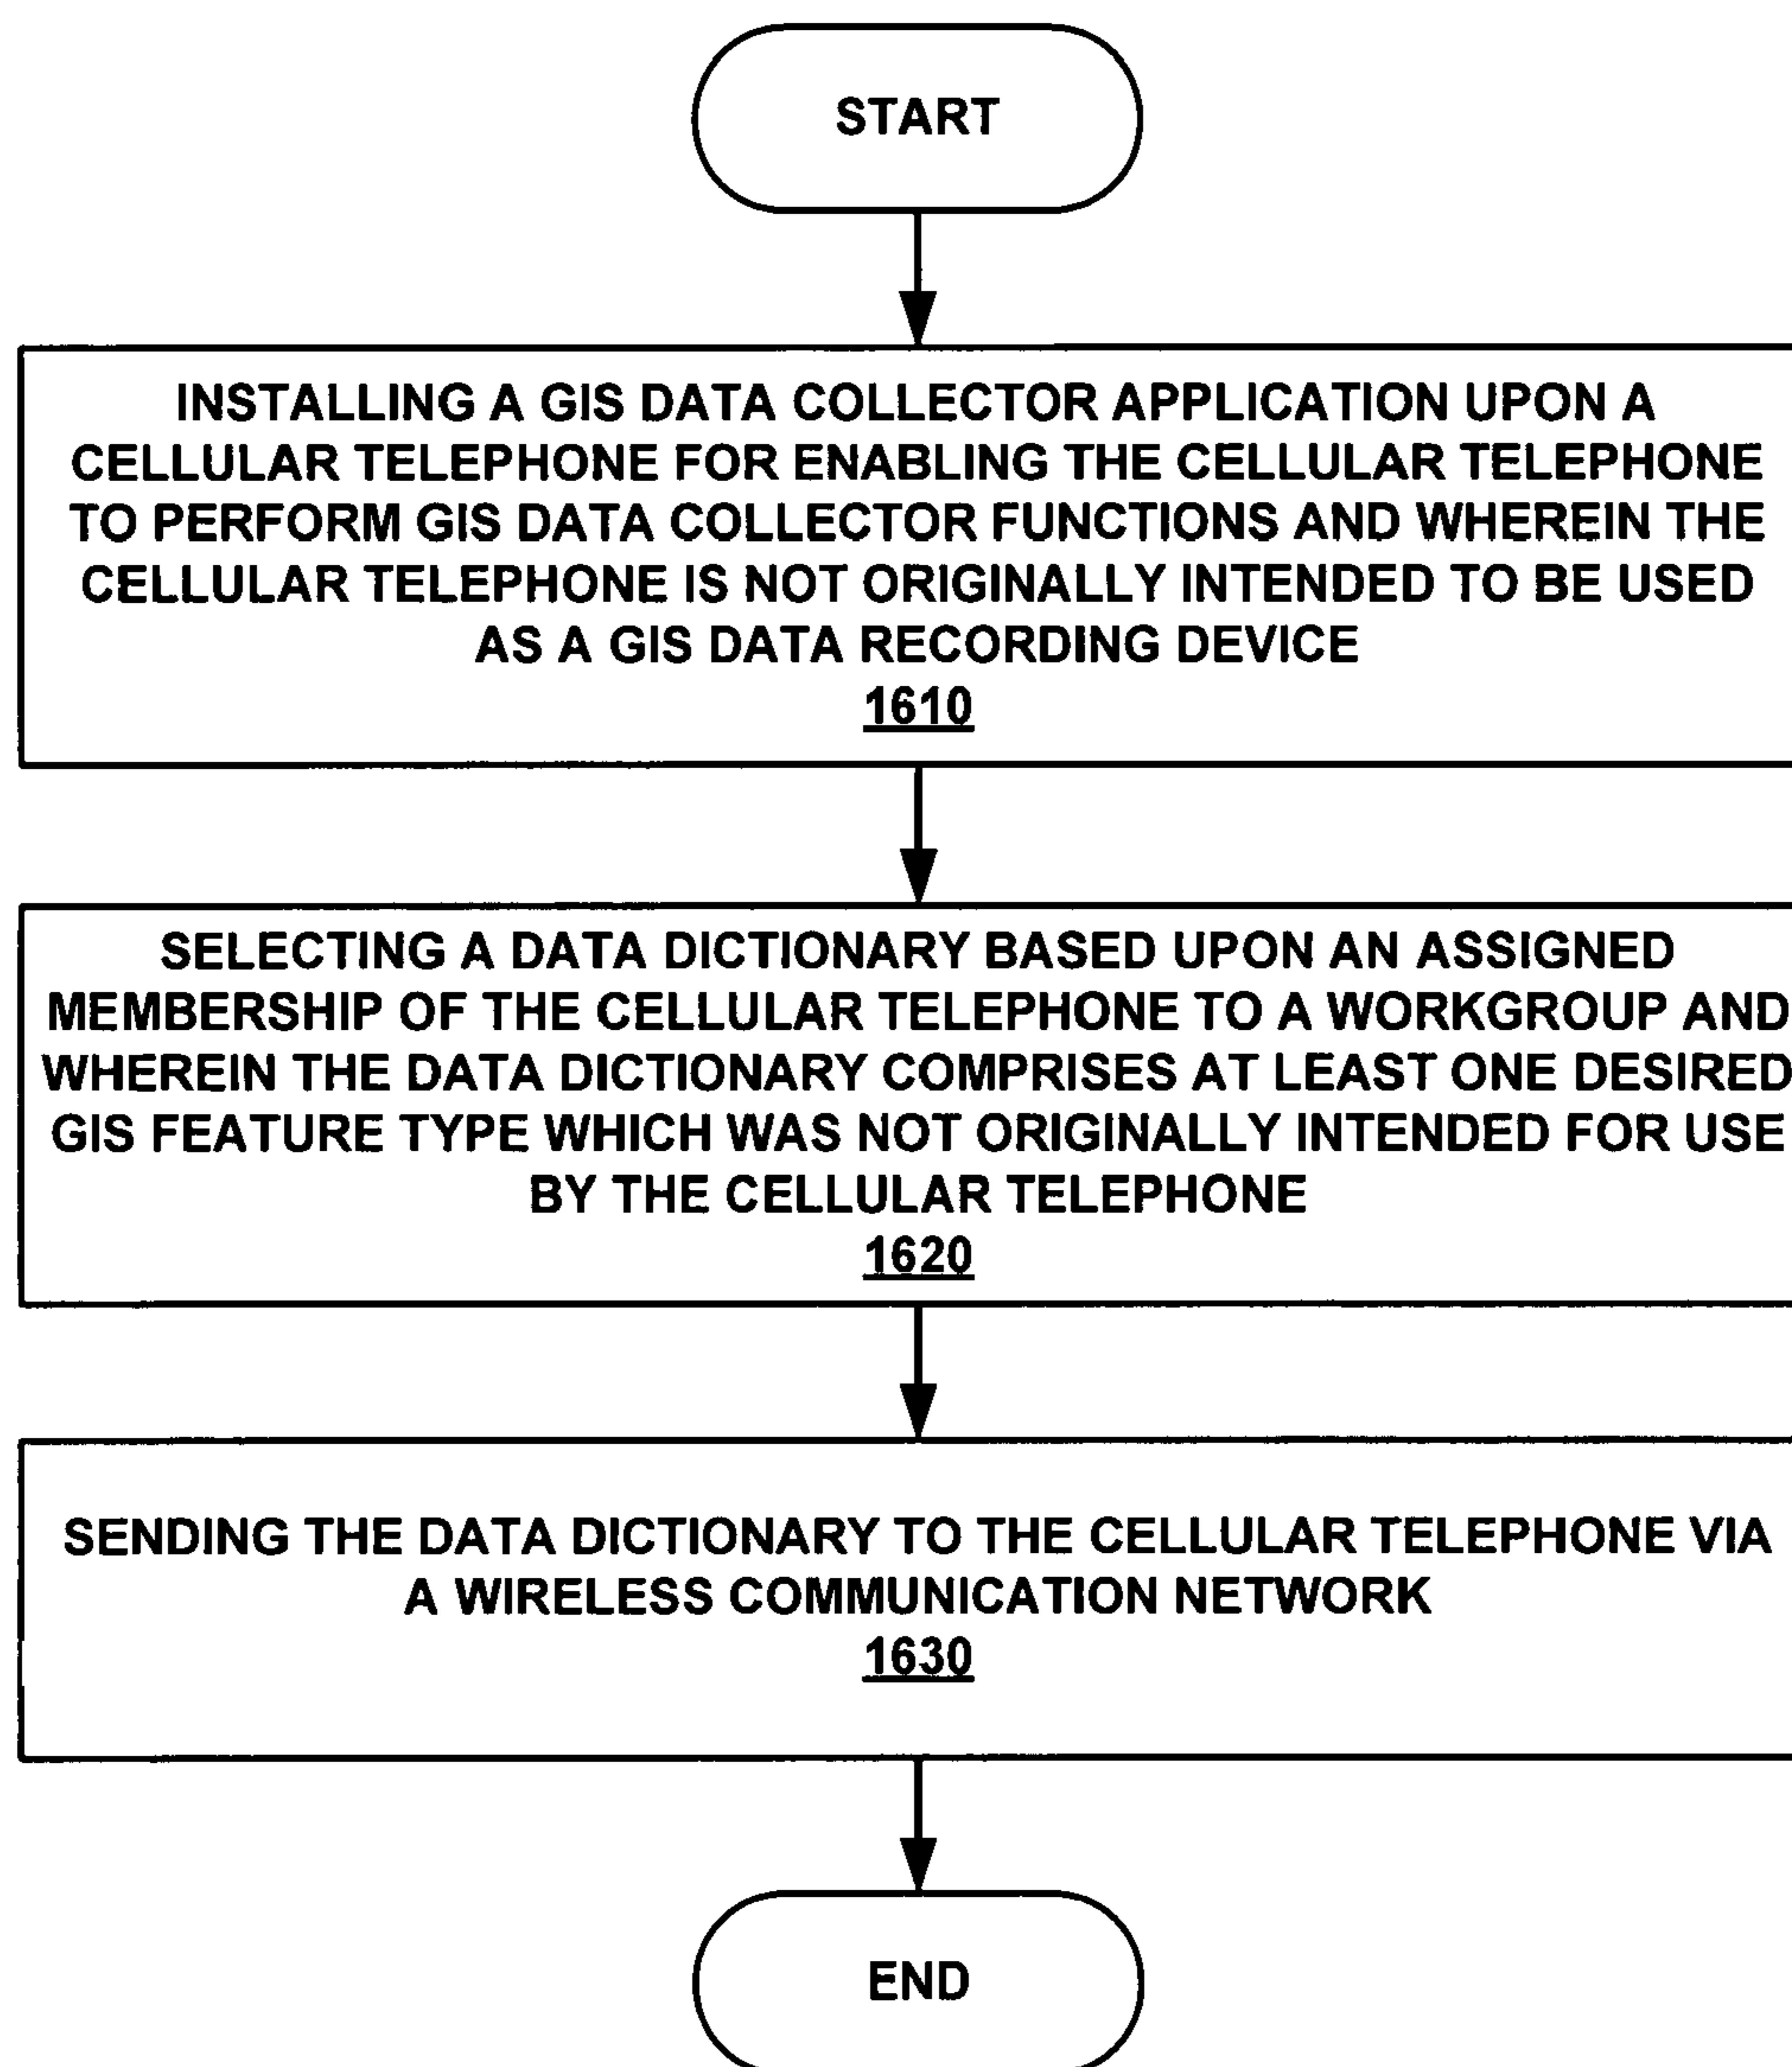 START
INSTALLING A GIS DATA COLLECTOR APPLICATION UPON A
CELLULAR TELEPHONE FOR ENABLING THE CELLULAR TELEPHONE
TO PERFORM GIS DATA COLLECTOR FUNCTIONS AND WHEREIN THE
CELLULAR TELEPHONE IS NOT ORIGINALLY INTENDED TO BE USED
AS A GIS DATA RECORDING DEVICE
1610
SELECTING A DATA DICTIONARY BASED UPON AN ASSIGNED
MEMBERSHIP OF THE CELLULAR TELEPHONE TO A WORKGROUP AND
WHEREIN THE DATA DICTIONARY COMPRISES AT LEAST ONE DESIRED
GIS FEATURE TYPE WHICH WAS NOT ORIGINALLY INTENDED FOR USE
BY THE CELLULAR TELEPHONE
1620
SENDING THE DATA DICTIONARY TO THE CELLULAR TELEPHONE VIA
A WIRELESS COMMUNICATION NETWORK
1630
END